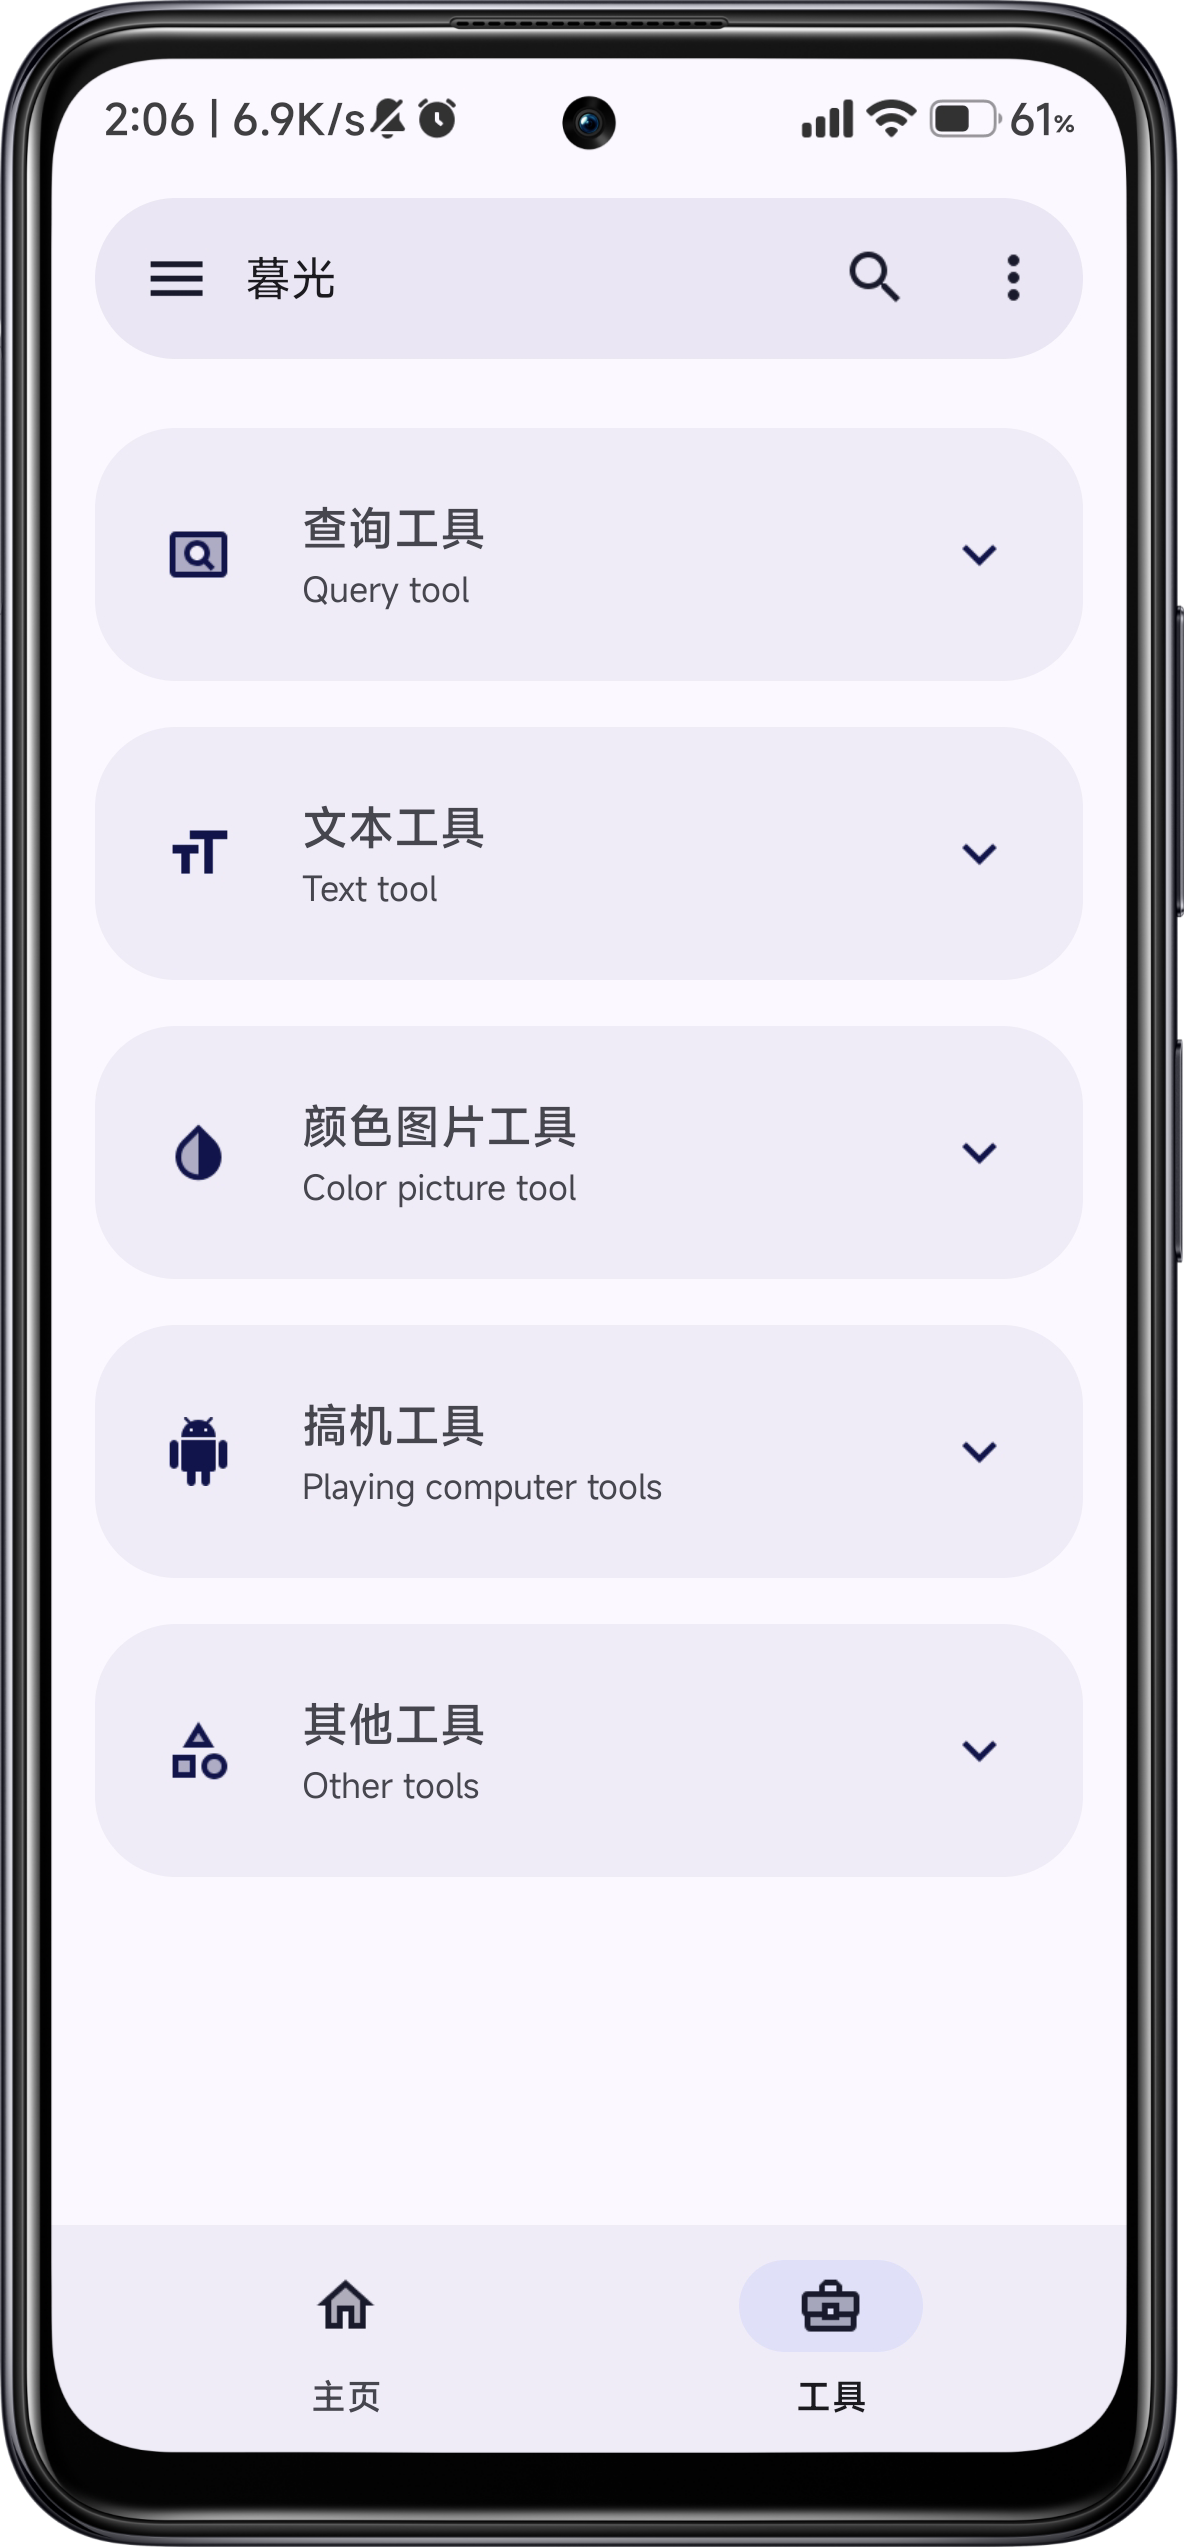 2:06 | 6.9K/s
61%
暮光
查询工具
Query tool
文本工具
Text tool
颜色图片工具
Color picture tool
搞机工具
Playing computer tools
其他工具
Other tools
主页
工具